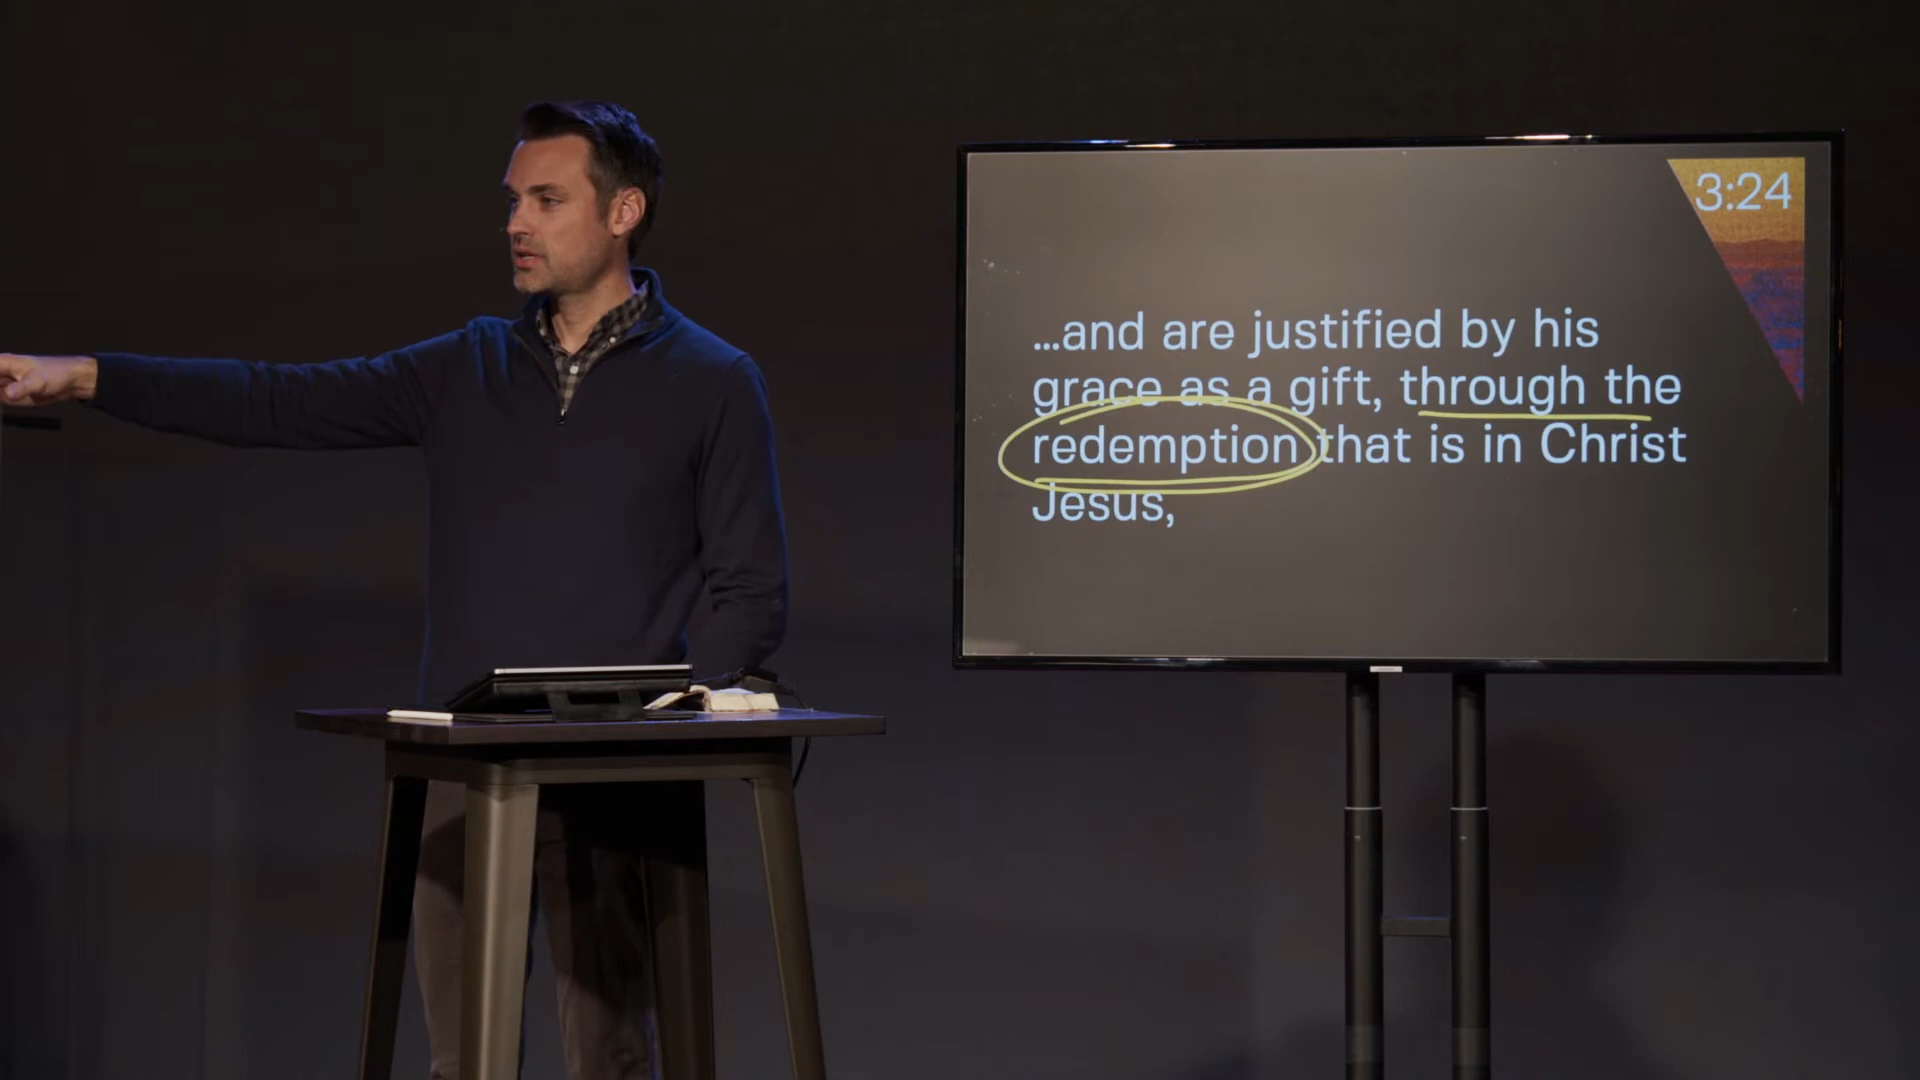 3:24
…and are justified by his
grace as a gift, through the
redemption that is in Christ
Jesus,